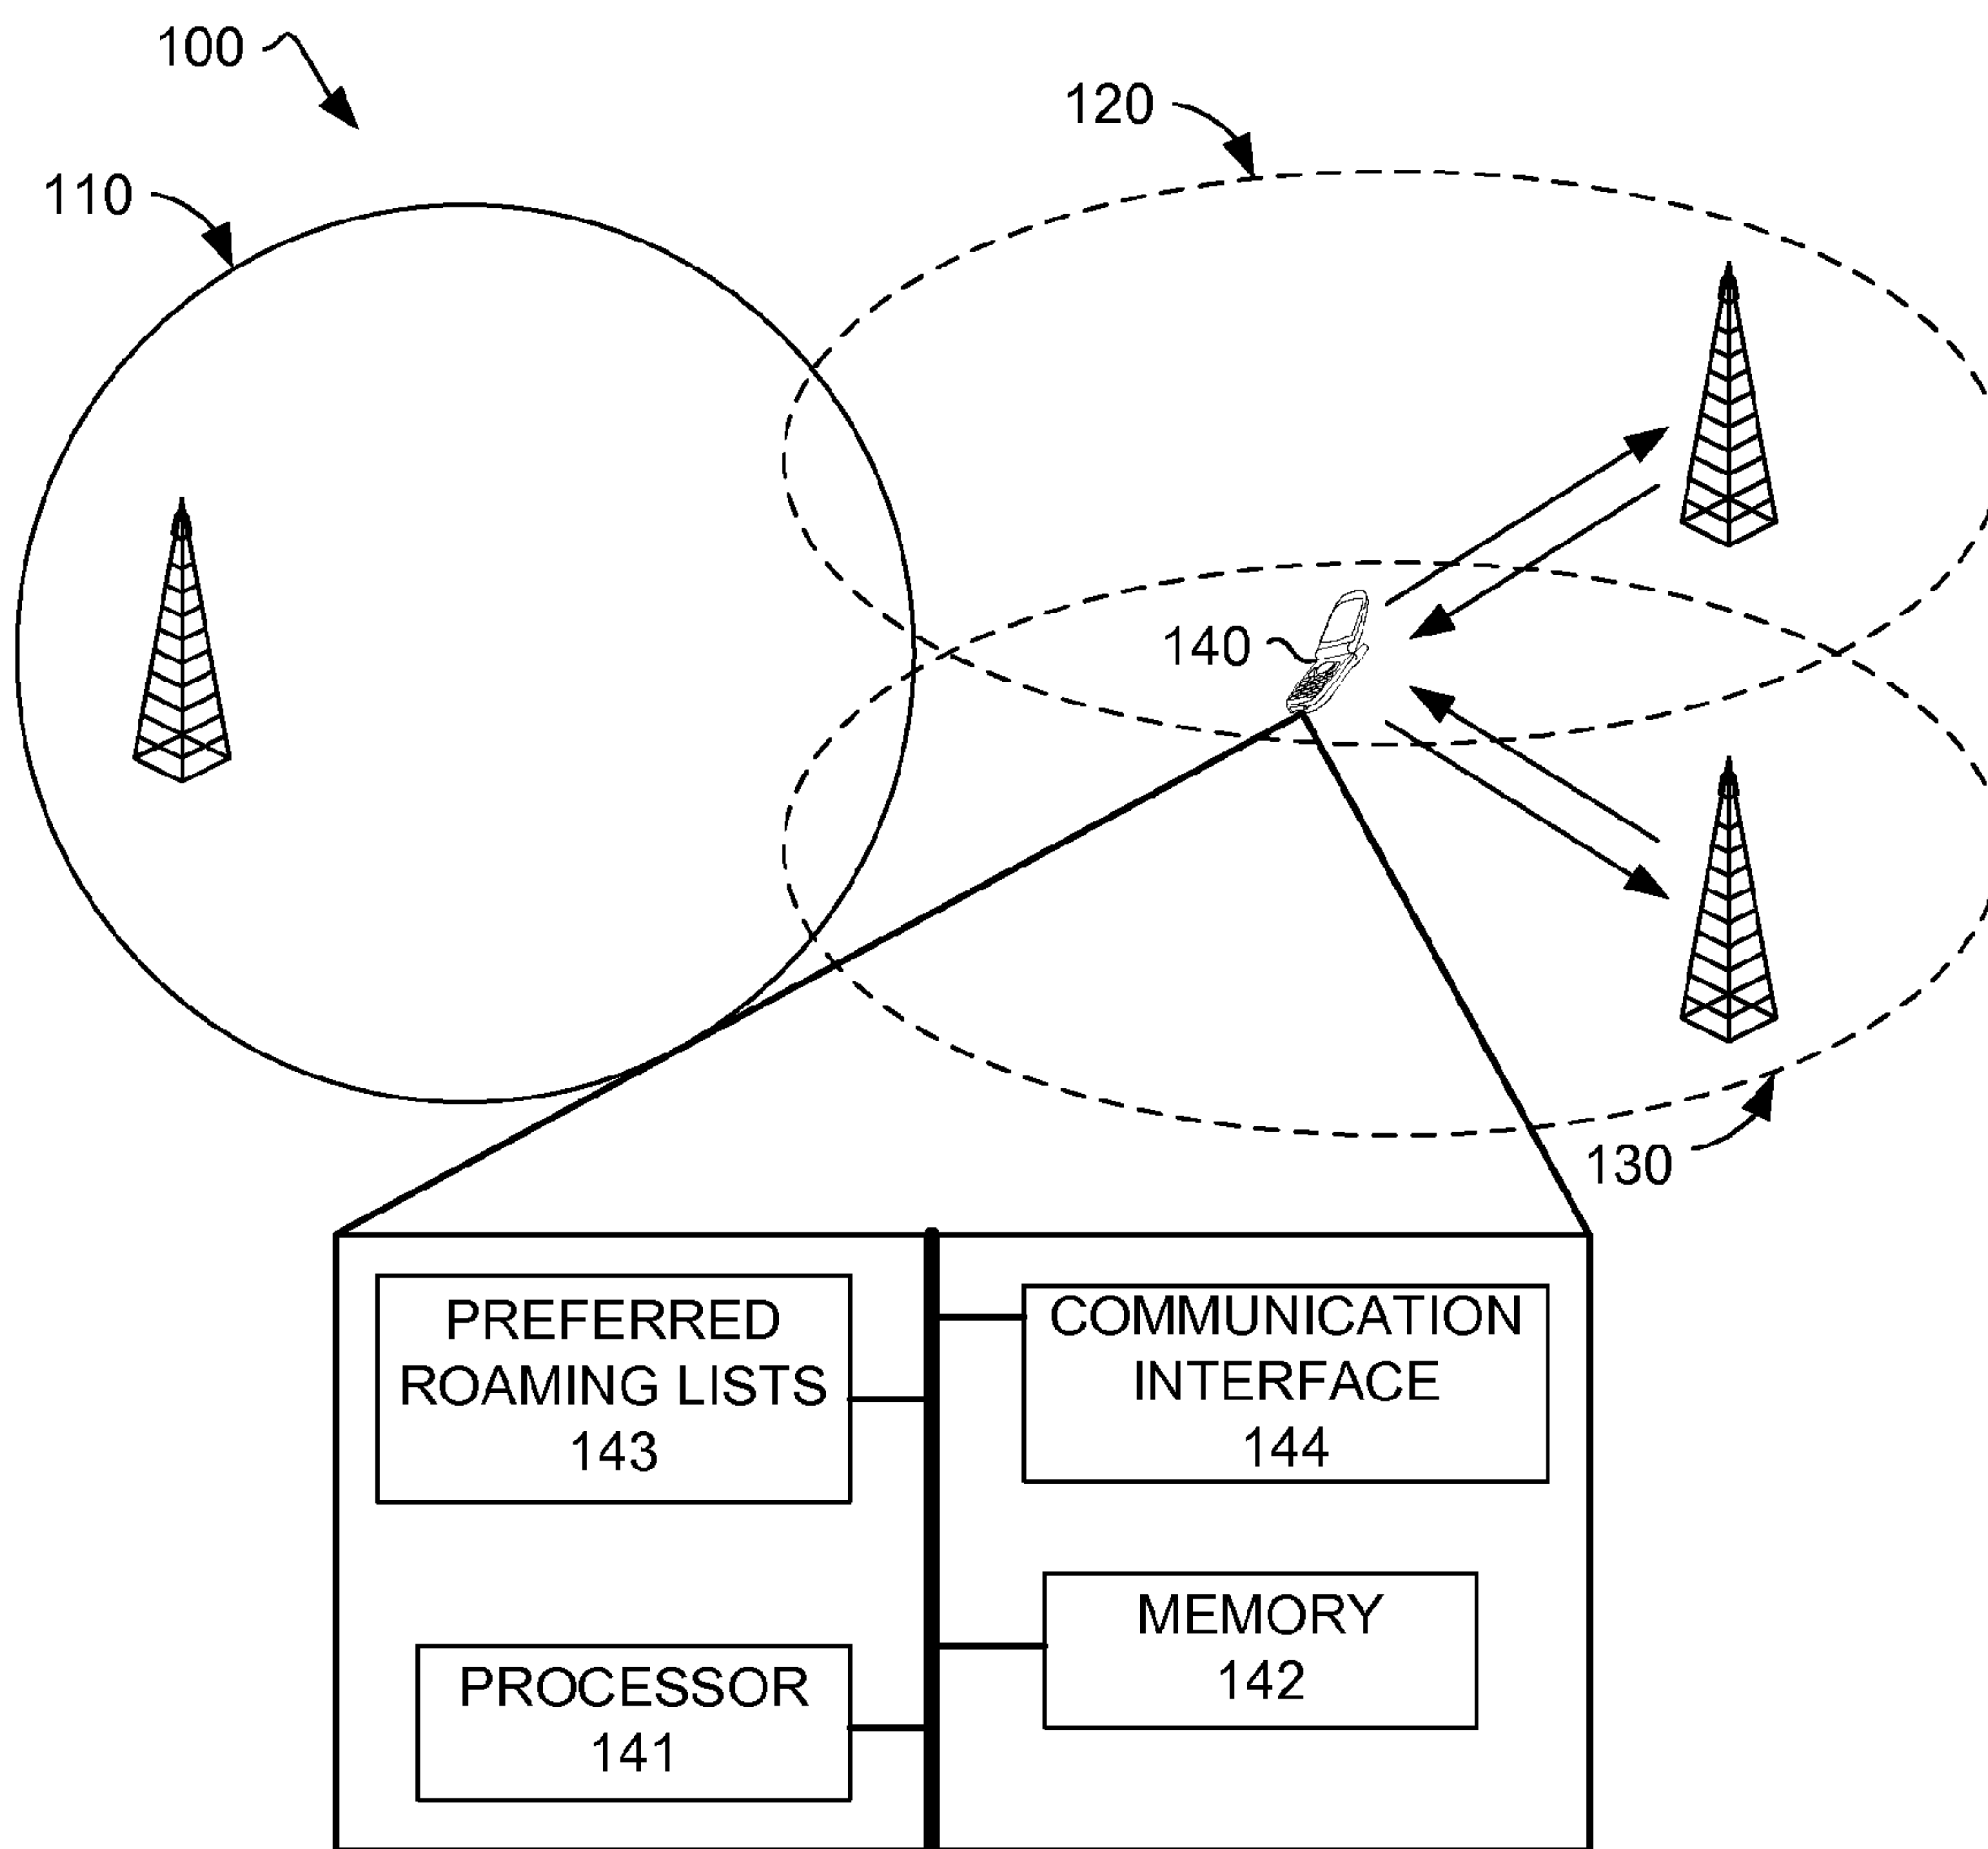 100
120
110
140
130
PREFERRED
ROAMING LISTS
143
COMMUNICATION
INTERFACE
144
PROCESSOR
141
MEMORY
142